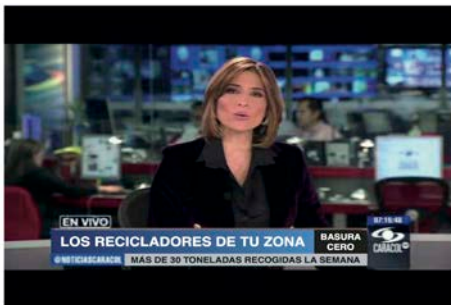 EN VIVO
LOS RECICLADORES DE TU ZONA
BASURA
CERO
07:15:48
CARACOL
@NOTICIASCARACOL
MÁS DE 30 TONELADAS RECOGIDAS LA SEMANA